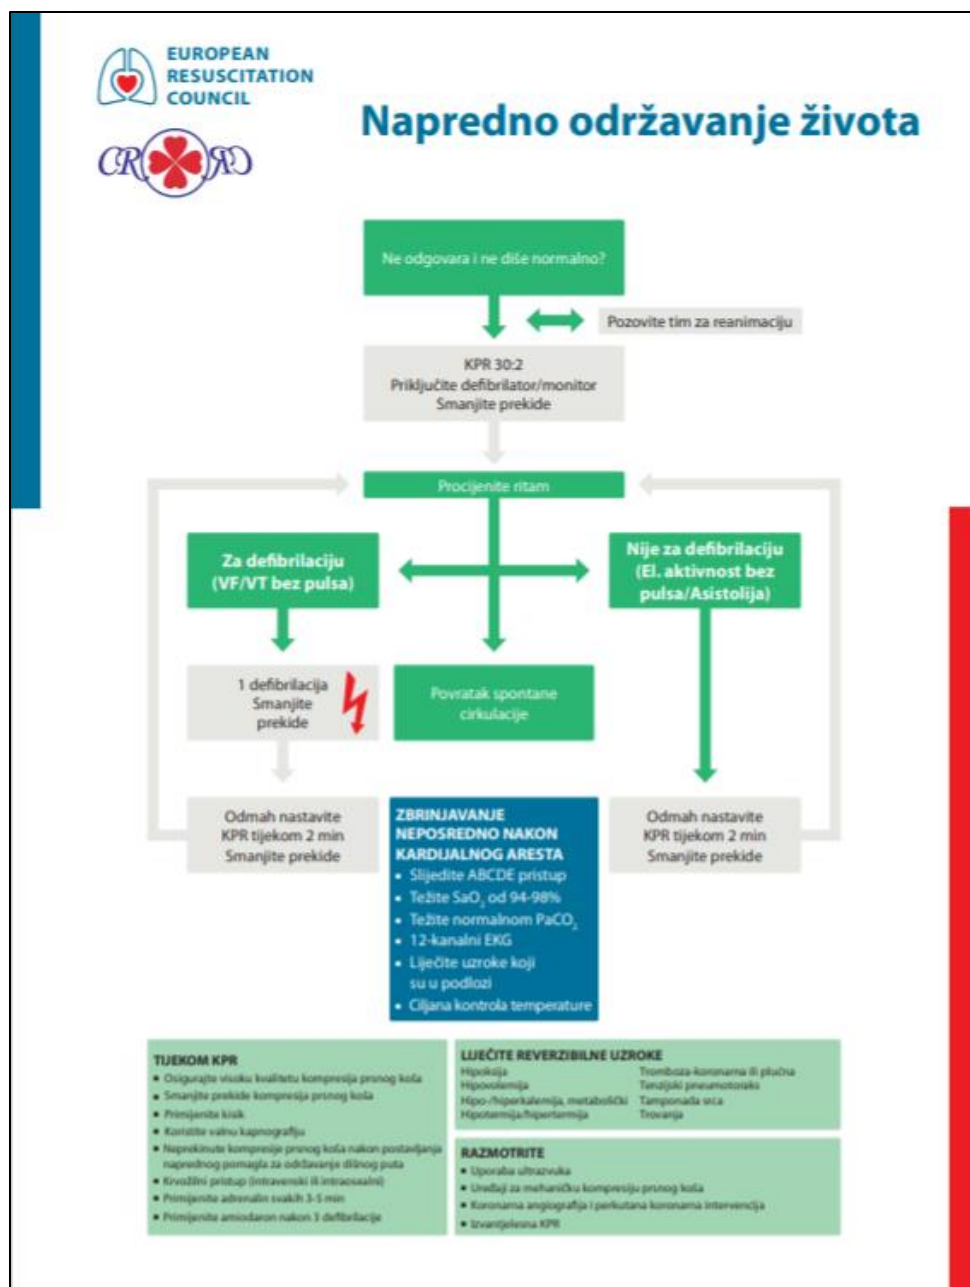 EUROPEAN
RESUSCITATION
COUNCIL
Napredno održavanje života
Ne odgovara i ne diše normalno?
Pozovite tim za reanimaciju
KPR 30:2
Priključite defibrilator/monitor
Smanjite prekide
Procijenite ritam
Za defibrilaciju
(VF/VT bez pulsa)
Nije za defibrilaciju
(El. aktivnost bez
pulsa/Asistolija)
1 defibrilacija
Smanjite
prekide
Povratak spontane
cirkulacije
Odmah nastavite
KPR tijekom 2 min
Smanjite prekide
ZBRINJAVANJE
NEPOSREDNO NAKON
KARDIJALNOG ARESTA
• Slijedite ABCDE pristup
• Težite SaO₂ od 94-98%
• Težite normalnom PaCO₂
• 12-kanalni EKG
• Liječite uzroke koji
su u podlozi
• Ciljana kontrola temperature
Odmah nastavite
KPR tijekom 2 min
Smanjite prekide
TIJEKOM KPR
• Osigurajte visoku kvalitetu kompresija prsnog koša
• Smanjite prekide kompresija prsnog koša
• Primijenite kisik
• Koristite valnu kapnografiju
• Neprekinute kompresije prsnog koša nakon postavljanja
naprednog pomagla za održavanje dišnog puta
• Krvožilni pristup (intravenski ili intraosealni)
• Primijenite adrenalin svakih 3-5 min
• Primijenite amiodaron nakon 3 defibrilacije
LIJEČITE REVERZIBILNE UZROKE
Hipoksija
Hipovolemija
Hipo-/hiperkalemija, metabolički
Hipotermija/hipertermija
Tromboza-koronarna ili plućna
Tenzijski pneumotoraks
Tamponada srca
Trovanja
RAZMOTRITE
• Uporaba ultrazvuka
• Uređaji za mehaničku kompresiju prsnog koša
• Koronarna angiografija i perkutana koronarna intervencija
• Izvantjelesna KPR